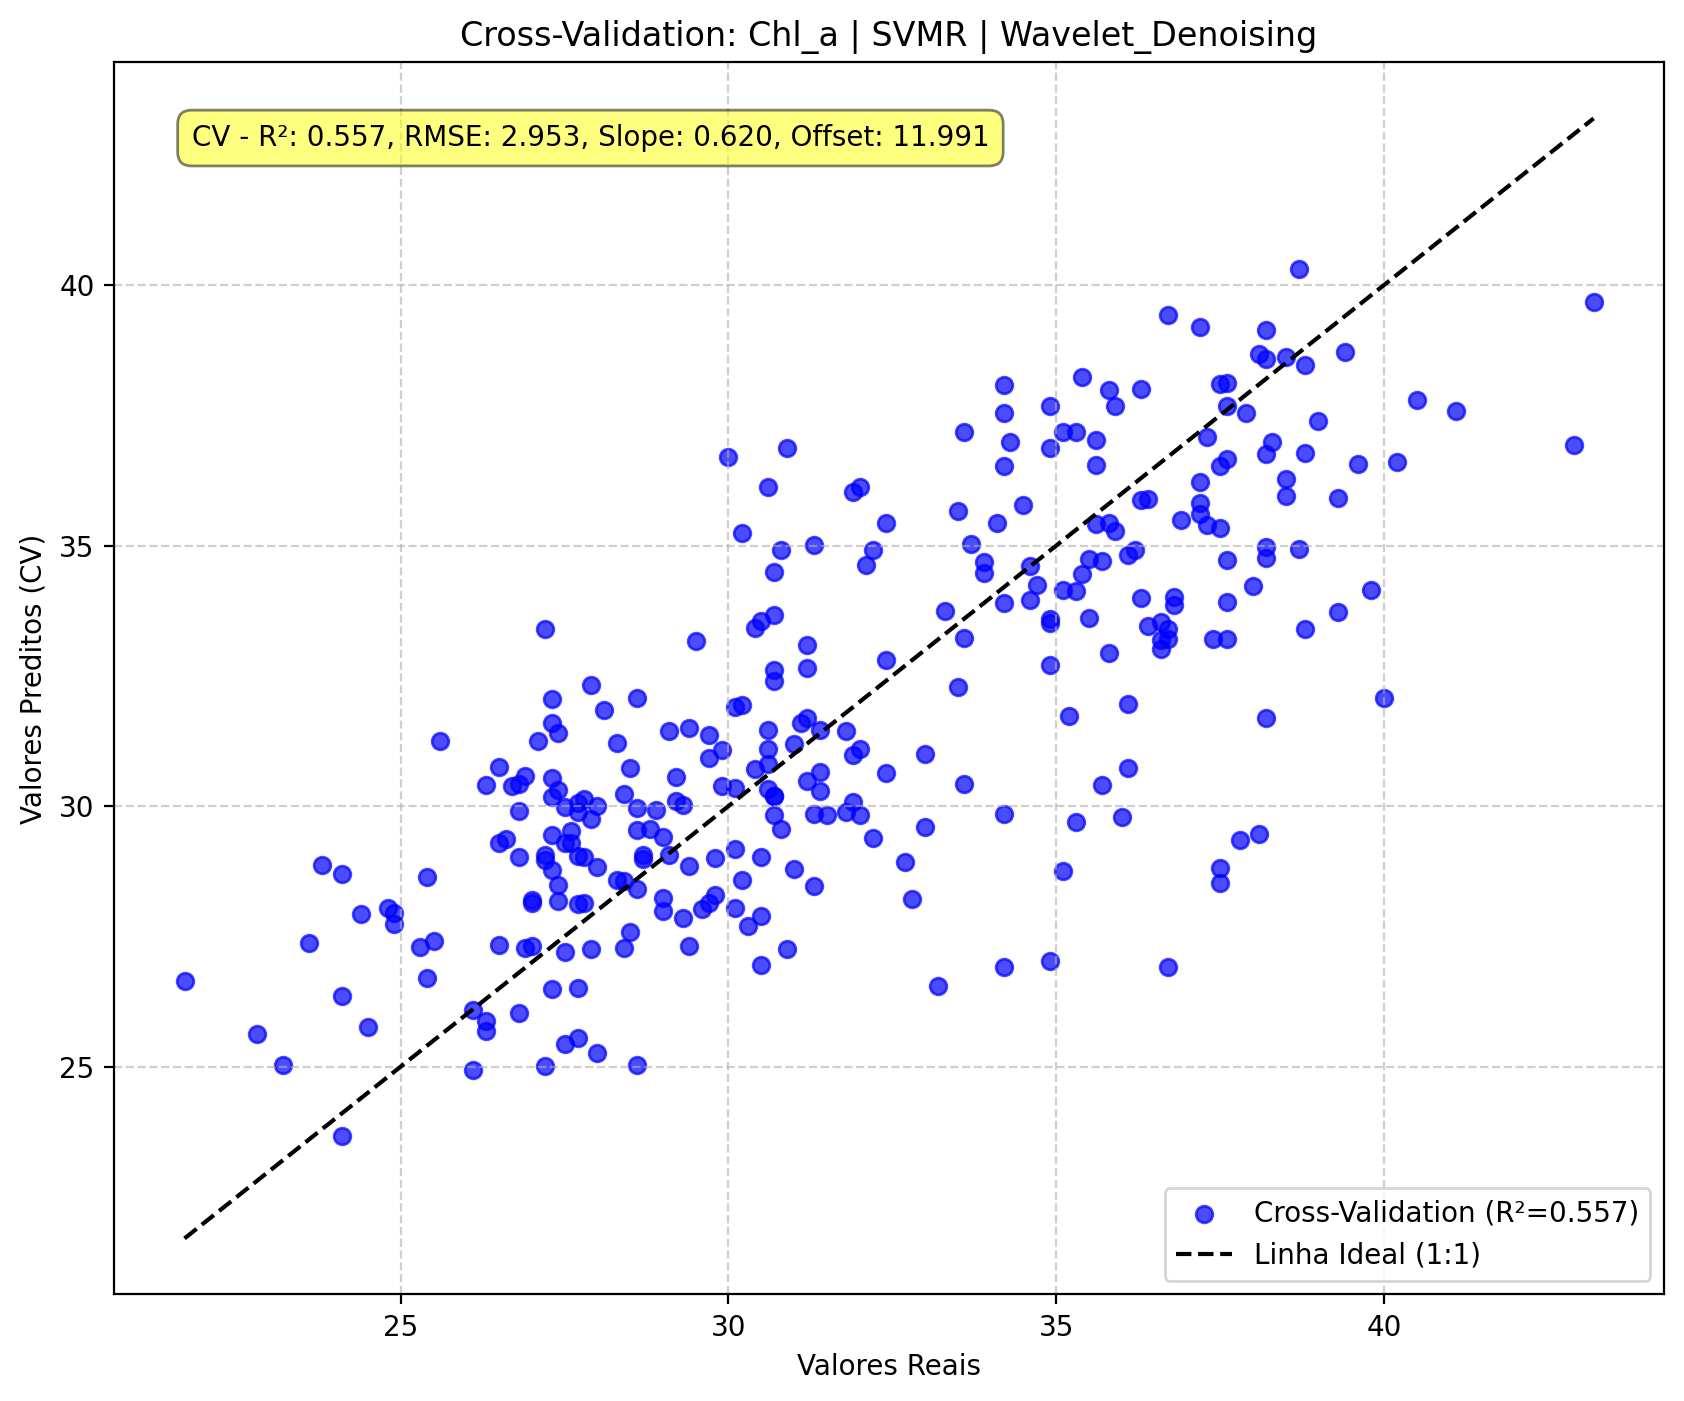 Cross-Validation: Chl_a | SVMR | Wavelet_Denoising
CV - R²: 0.557, RMSE: 2.953, Slope: 0.620, Offset: 11.991
Valores Preditos (CV)
40
35
30
25
Cross-Validation (R²=0.557)
Linha Ideal (1:1)
25
30
35
40
Valores Reais